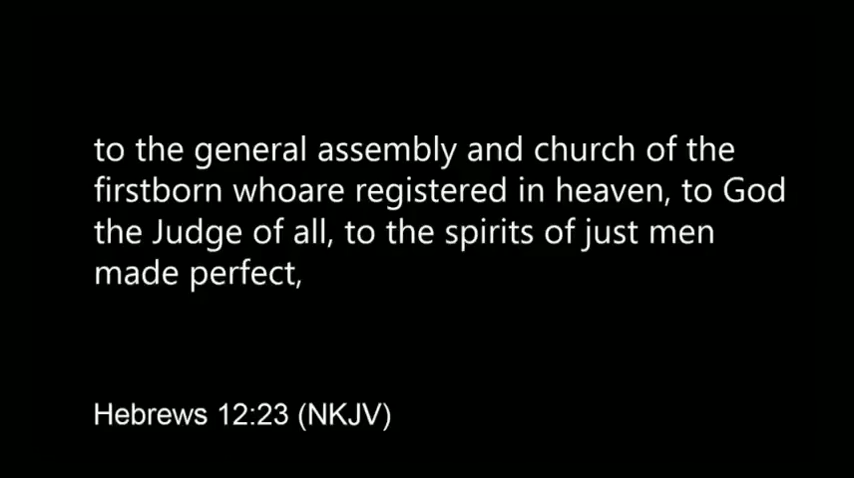 to the general assembly and church of the
firstborn whoare registered in heaven, to God
the Judge of all, to the spirits of just men
made perfect,
Hebrews 12:23 (NKJV)